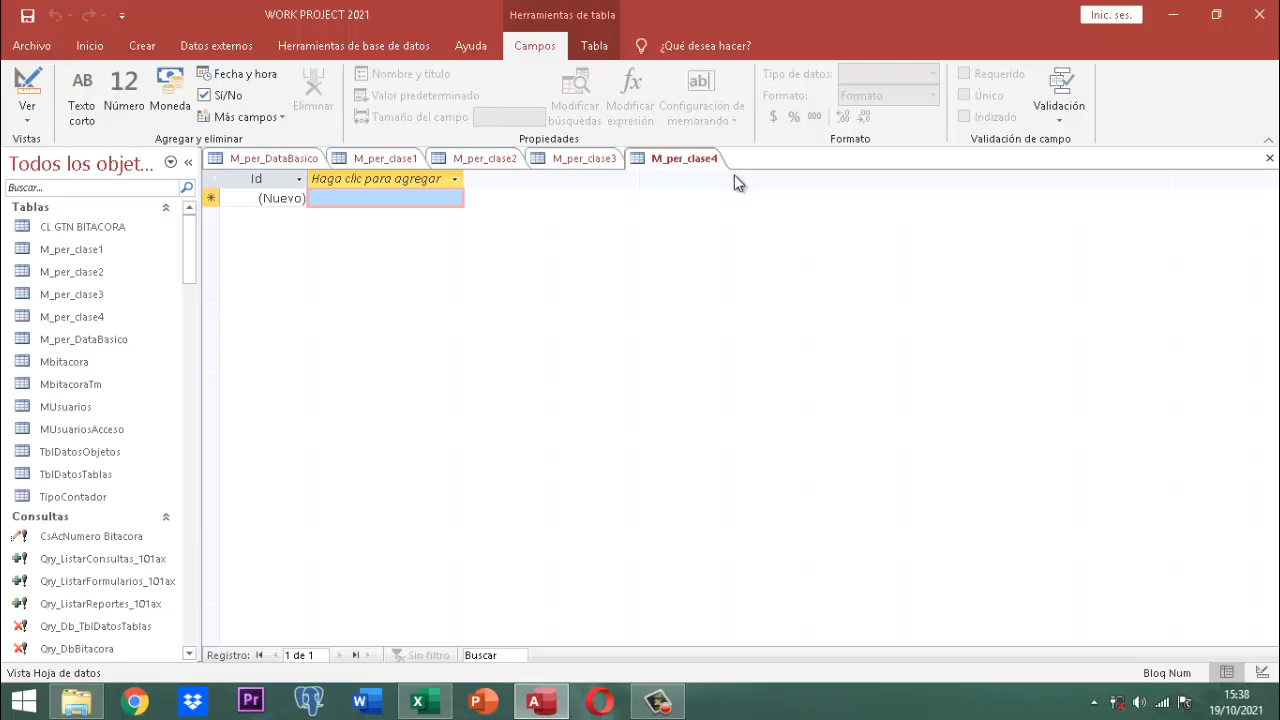 WORK PROJECT 2021
Herramientas de tabla
Inic. ses.
Archivo Inicio Crear Datos externos Herramientas de base de datos Ayuda Campos Tabla ¿Qué desea hacer?
Ver
Vistas
AB
Texto corto
12
Número
Moneda
Fecha y hora
Sí/No
Más campos
Eliminar
Agregar y eliminar
Nombre y título
Valor predeterminado
Tamaño del campo
Modificar búsquedas
fx
Modificar expresión
ab
Configuración de memorando
Propiedades
Tipo de datos:
Formato: Formato
$ % 000
Formato
Requerido
Único
Indizado
Validación
Validación de campo
Todos los objet...
Buscar...
Tablas
CL GTN BITACORA
M_per_clase1
M_per_clase2
M_per_clase3
M_per_clase4
M_per_DataBasico
Mbitacora
MbitacoraTm
MUsuarios
MUsuariosAcceso
TblDatosObjetos
TblDatosTablas
TipoContador
Consultas
CsAcNumero Bitacora
Qry_ListarConsultas_101ax
Qry_ListarFormularios_101ax
Qry_ListarReportes_101ax
Qry_Db_TblDatosTablas
Qry_DbBitacora
M_per_DataBasico M_per_clase1 M_per_clase2 M_per_clase3 M_per_clase4
Id Haga clic para agregar
(Nuevo)
Registro: 1 de 1 Sin filtro Buscar
Vista Hoja de datos
Bloq Num
Pr
15:38
19/10/2021